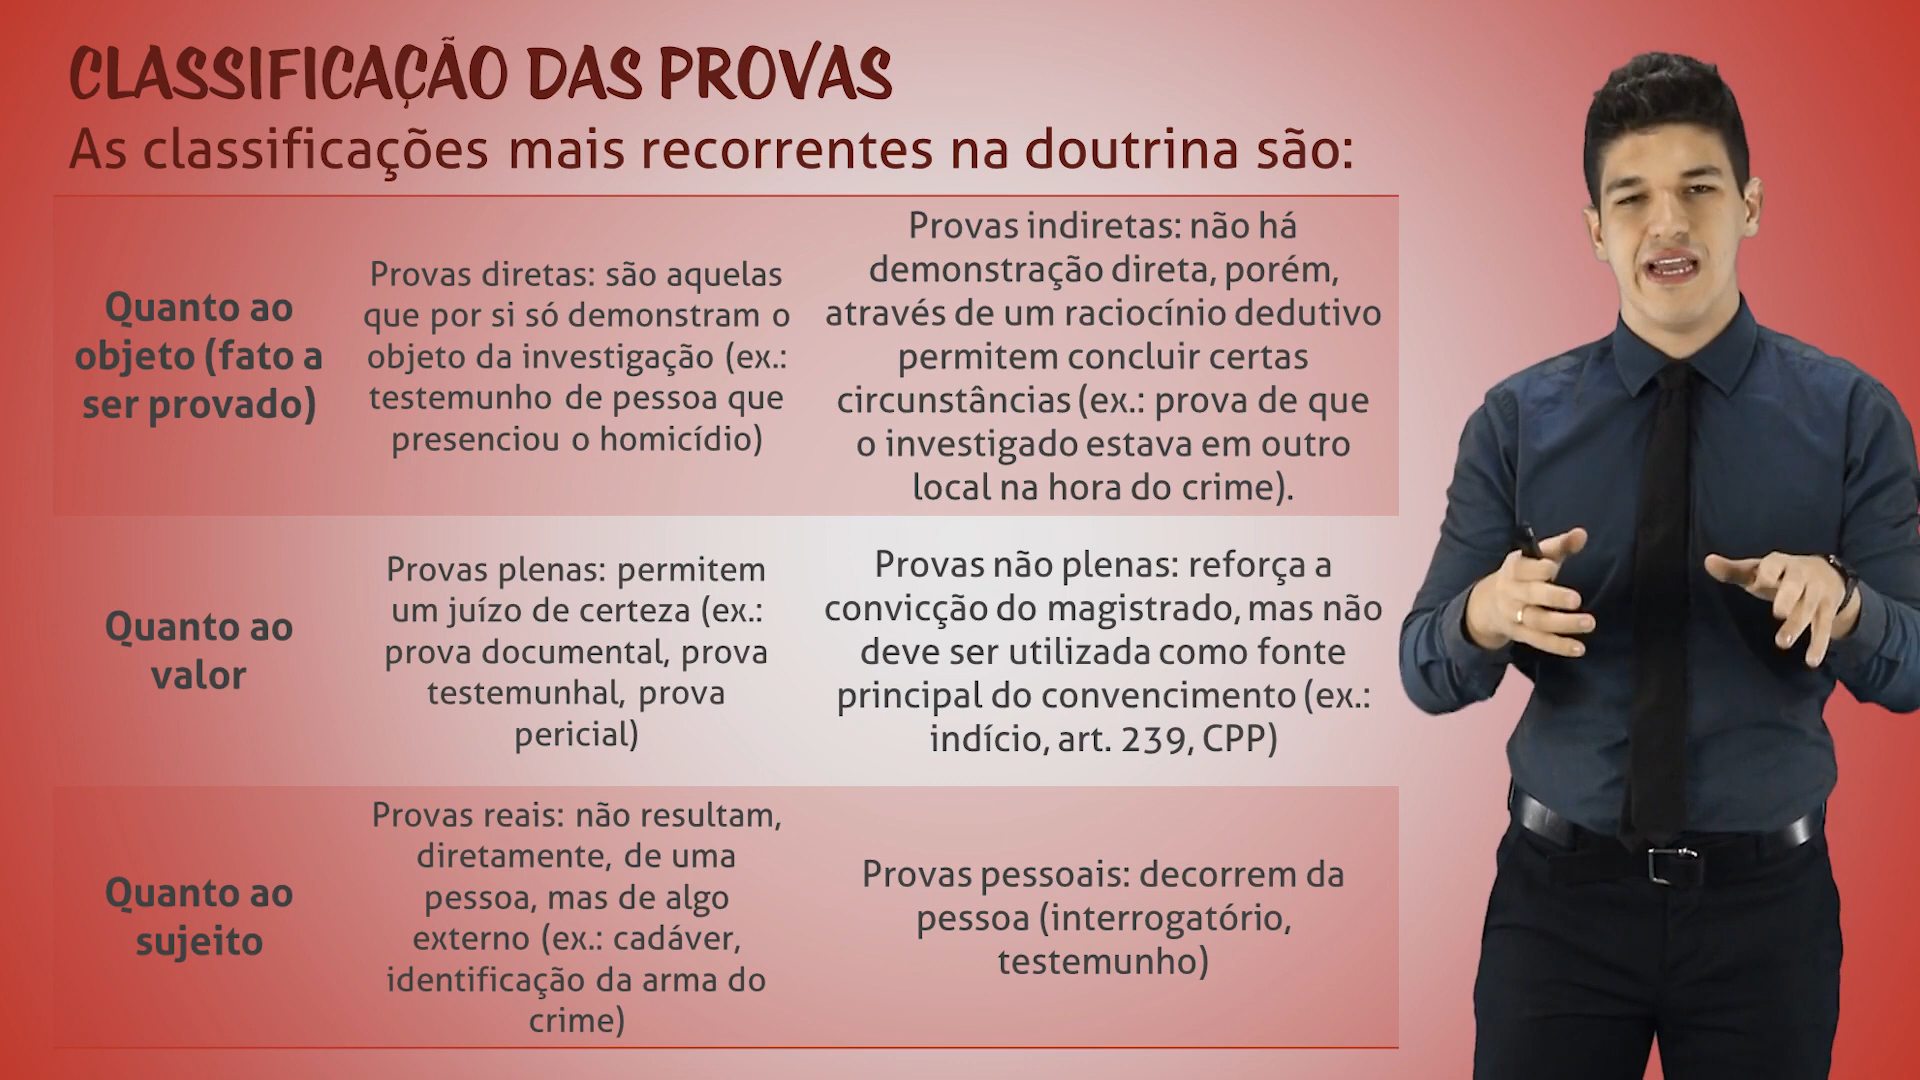 CLASSIFICAÇÃO DAS PROVAS
As classificações mais recorrentes na doutrina são:
Quanto ao
objeto (fato a
ser provado)
Provas diretas: são aquelas
que por si só demonstram o
objeto da investigação (ex.:
testemunho de pessoa que
presenciou o homicídio)
Provas indiretas: não há
demonstração direta, porém,
através de um raciocínio dedutivo
permitem concluir certas
circunstâncias (ex.: prova de que
o investigado estava em outro
local na hora do crime).
Quanto ao
valor
Provas plenas: permitem
um juízo de certeza (ex.:
prova documental, prova
testemunhal, prova
pericial)
Provas não plenas: reforça a
convicção do magistrado, mas não
deve ser utilizada como fonte
principal do convencimento (ex.:
indício, art. 239, CPP)
Quanto ao
sujeito
Provas reais: não resultam,
diretamente, de uma
pessoa, mas de algo
externo (ex.: cadáver,
identificação da arma do
crime)
Provas pessoais: decorrem da
pessoa (interrogatório,
testemunho)